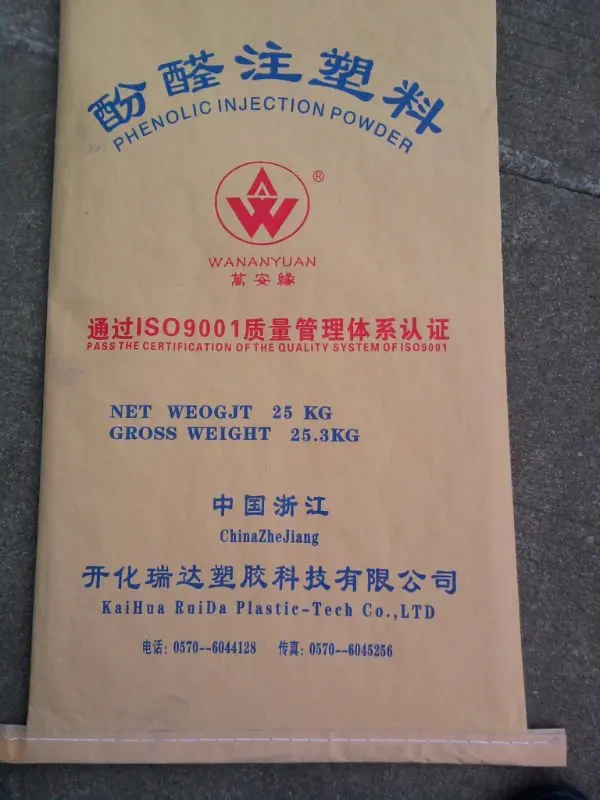 酚醛注塑料
PHENOLIC INJECTION POWDER
®
WANANYUAN
萬安緣
通过ISO9001质量管理体系认证
PASS THE CERTIFICATION OF THE QUALITY SYSTEM OF ISO9001
NET WEOGJT 25 KG
GROSS WEIGHT 25.3KG
中国浙江
ChinaZheJiang
开化瑞达塑胶科技有限公司
KaiHua RuiDa Plastic-Tech Co.,LTD
电话: 0570--6044128 传真: 0570--6045256